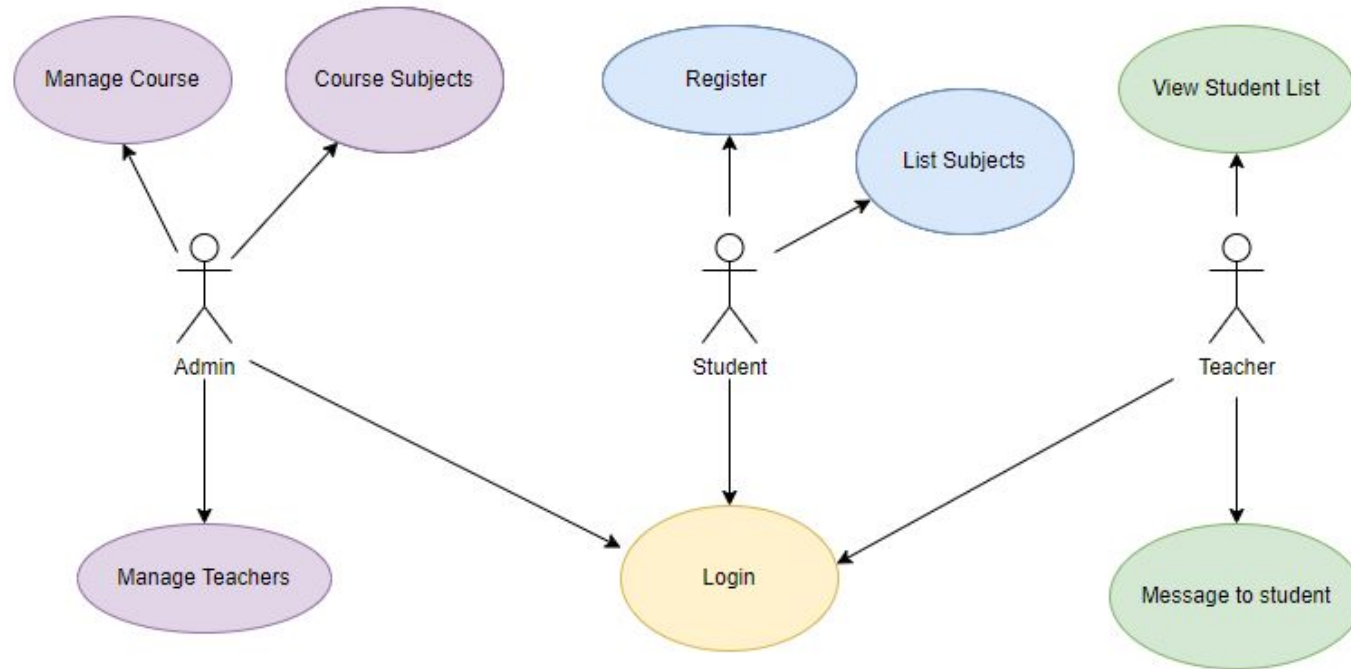 Manage Course
Course Subjects
Register
View Student List
List Subjects
Admin
Student
Teacher
Manage Teachers
Login
Message to student